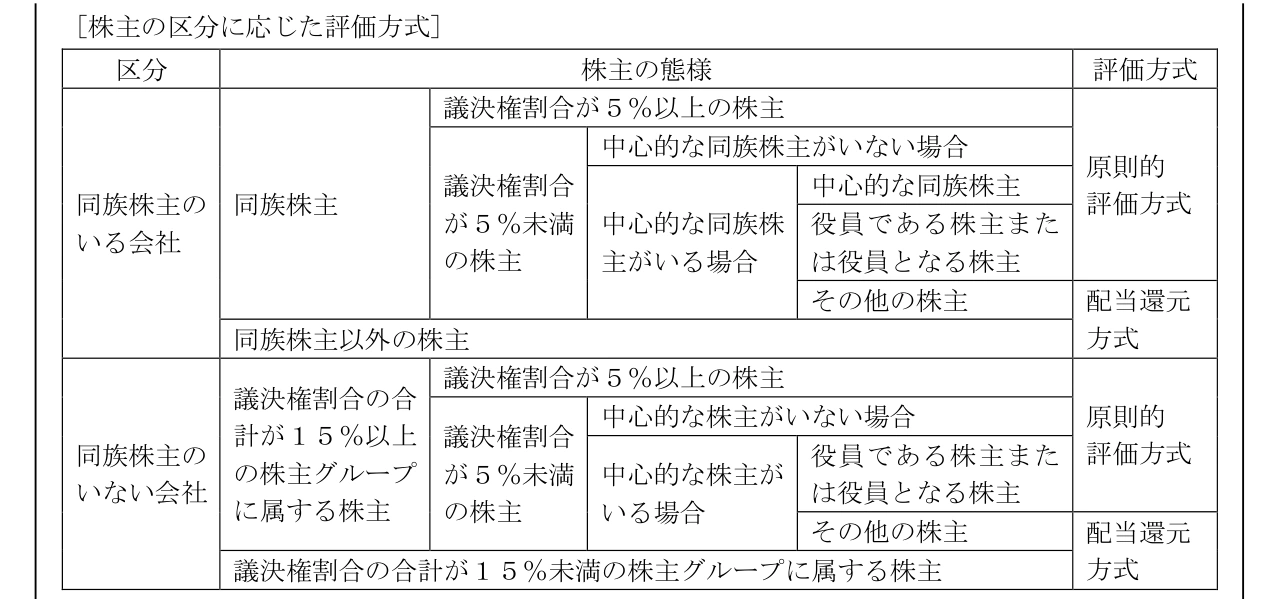 ［株主の区分に応じた評価方式］
区分
株主の態様
評価方式
同族株主の
いる会社
同族株主
議決権割合が５％以上の株主
議決権割合
が５％未満
の株主
中心的な同族株主がいない場合
中心的な同族株
主がいる場合
中心的な同族株主
役員である株主また
は役員となる株主
その他の株主
原則的
評価方式
配当還元
方式
同族株主以外の株主
同族株主の
いない会社
議決権割合の合
計が１５％以上
の株主グループ
に属する株主
議決権割合が５％以上の株主
議決権割合
が５％未満
の株主
中心的な株主がいない場合
中心的な株主が
いる場合
役員である株主また
は役員となる株主
その他の株主
原則的
評価方式
配当還元
方式
議決権割合の合計が１５％未満の株主グループに属する株主